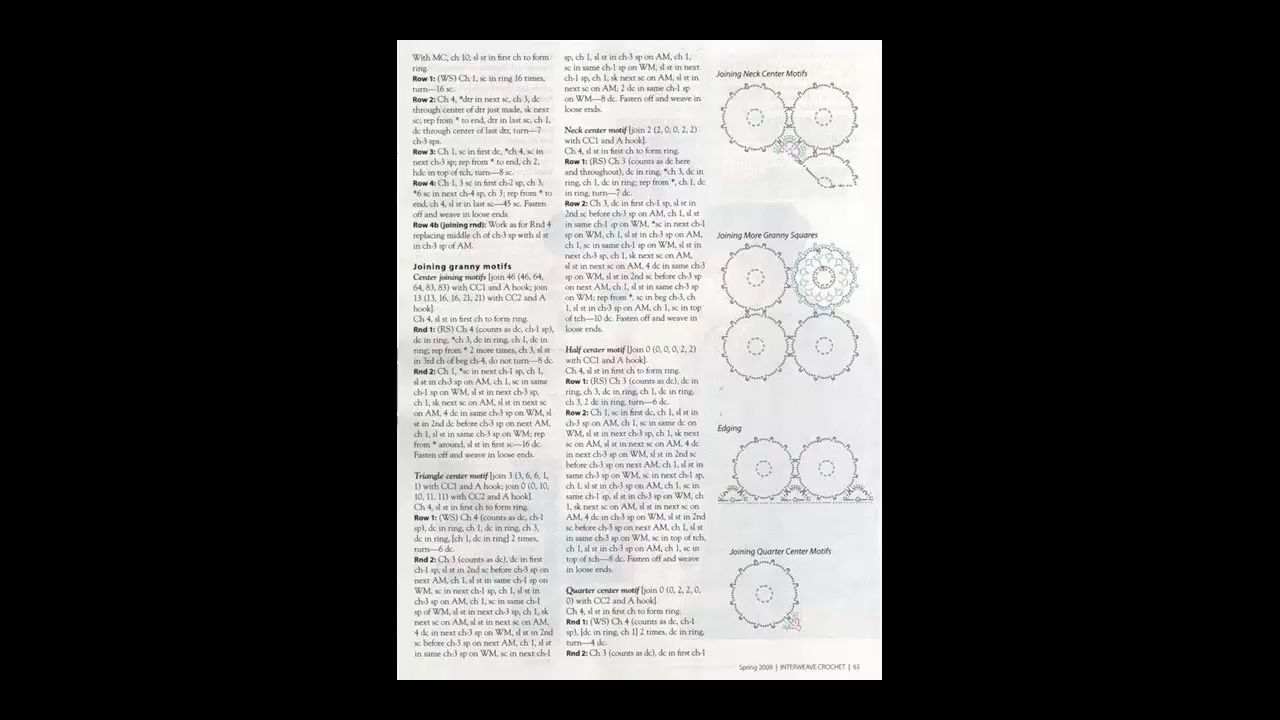 With MC, ch 10, sl st in first ch to form
ring.
Row 1: (WS) Ch 1, sc in ring 16 times,
turn—16 sc.
Row 2: Ch 4, *dtr in next sc, ch 3, dc
through center of dtr just made, sk next
sc; rep from * to end, dtr in last sc, ch 1,
dc through center of last dtr, turn—7
ch-3 sps.
Row 3: Ch 1, sc in first dc, *ch 4, sc in
next ch-3 sp; rep from * to end, ch 2,
hdc in top of tch, turn—8 sc.
Row 4: Ch 1, 3 sc in first ch-2 sp, ch 3,
*6 sc in next ch-4 sp, ch 3; rep from * to
end, ch 4, sl st in last sc—45 sc. Fasten
off and weave in loose ends.
Row 4b (joining rnd): Work as for Rnd 4
replacing middle ch of ch-3 sp with sl st
in ch-3 sp of AM.
Joining granny motifs
Center joining motifs [join 46 (46, 64,
64, 83, 83) with CC1 and A hook; join
13 (13, 16, 16, 21, 21) with CC2 and A
hook].
Ch 4, sl st in first ch to form ring.
Rnd 1: (RS) Ch 4 (counts as dc, ch-1 sp),
dc in ring, *ch 3, dc in ring, ch 1, dc in
ring; rep from * 2 more times, ch 3, sl st
in 3rd ch of beg ch-4, do not turn—8 dc.
Rnd 2: Ch 1, *sc in next ch-1 sp, ch 1,
sl st in ch-3 sp on AM, ch 1, sc in same
ch-1 sp on WM, sl st in next ch-3 sp,
ch 1, sk next sc on AM, sl st in next sc
on AM, 4 dc in same ch-3 sp on WM, sl
st in 2nd dc before ch-3 sp on next AM,
ch 1, sl st in same ch-3 sp on WM; rep
from * around, sl st in first sc—16 dc.
Fasten off and weave in loose ends.
Triangle center motif [join 3 (3, 6, 6, 1,
1) with CC1 and A hook; join 0 (0, 10,
10, 11, 11) with CC2 and A hook].
Ch 4, sl st in first ch to form ring.
Row 1: (WS) Ch 4 (counts as dc, ch-1
sp), dc in ring, ch 1, dc in ring, ch 3,
dc in ring, [ch 1, dc in ring] 2 times,
turn—6 dc.
Rnd 2: Ch 3 (counts as dc), dc in first
ch-1 sp, sl st in 2nd sc before ch-3 sp on
next AM, ch 1, sl st in same ch-1 sp on
WM, sc in next ch-1 sp, ch 1, sl st in
ch-3 sp on AM, ch 1, sc in same ch-1
sp of WM, sl st in next ch-3 sp, ch 1, sk
next sc on AM, sl st in next sc on AM,
4 dc in next ch-3 sp on WM, sl st in 2nd
sc before ch-3 sp on next AM, ch 1, sl st
in same ch-3 sp on WM, sc in next ch-1
sp, ch 1, sl st in ch-3 sp on AM, ch 1,
sc in same ch-1 sp on WM, sl st in next
ch-1 sp, ch 1, sk next sc on AM, sl st in
next sc on AM, 2 dc in same ch-1 sp
on WM—8 dc. Fasten off and weave in
loose ends.
Neck center motif [join 2 (2, 0, 0, 2, 2)
with CC1 and A hook].
Ch 4, sl st in first ch to form ring.
Row 1: (RS) Ch 3 (counts as dc here
and throughout), dc in ring, *ch 3, dc in
ring, ch 1, dc in ring; rep from *, ch 1, dc
in ring, turn—7 dc.
Row 2: Ch 3, dc in first ch-1 sp, sl st in
2nd sc before ch-3 sp on AM, ch 1, sl st
in same ch-1 sp on WM, *sc in next ch-1
sp on WM, ch 1, sl st in ch-3 sp on AM,
ch 1, sc in same ch-1 sp on WM, sl st in
next ch-3 sp, ch 1, sk next sc on AM,
sl st in next sc on AM, 4 dc in same ch-3
sp on WM, sl st in 2nd sc before ch-3 sp
on next AM, ch 1, sl st in same ch-3 sp
on WM; rep from *, sc in beg ch-3, ch
1, sl st in ch-3 sp on AM, ch 1, sc in top
of tch—10 dc. Fasten off and weave in
loose ends.
Half center motif [Join 0 (0, 0, 0, 2, 2)
with CC1 and A hook].
Ch 4, sl st in first ch to form ring.
Row 1: (RS) Ch 3 (counts as dc), dc in
ring, ch 3, dc in ring, ch 1, dc in ring,
ch 3, 2 dc in ring, turn—6 dc.
Row 2: Ch 1, sc in first dc, ch 1, sl st in
ch-3 sp on AM, ch 1, sc in same dc on
WM, sl st in next ch-3 sp, ch 1, sk next
sc on AM, sl st in next sc on AM, 4 dc
in next ch-3 sp on WM, sl st in 2nd sc
before ch-3 sp on next AM, ch 1, sl st in
same ch-3 sp on WM, sc in next ch-1 sp,
ch 1, sl st in ch-3 sp on AM, ch 1, sc in
same ch-1 sp, sl st in ch-3 sp on WM, ch
1, sk next sc on AM, sl st in next sc on
AM, 4 dc in ch-3 sp on WM, sl st in 2nd
sc before ch-3 sp on next AM, ch 1, sl st
in same ch-3 sp on WM, sc in top of tch,
ch 1, sl st in ch-3 sp on AM, ch 1, sc in
top of tch—8 dc. Fasten off and weave
in loose ends.
Quarter center motif [join 0 (0, 2, 2, 0,
0) with CC2 and A hook].
Ch 4, sl st in first ch to form ring.
Rnd 1: (WS) Ch 4 (counts as dc, ch-1
sp), [dc in ring, ch 1] 2 times, dc in ring,
turn—4 dc.
Rnd 2: Ch 3 (counts as dc), dc in first ch-1
Joining Neck Center Motifs
Joining More Granny Squares
Edging
Joining Quarter Center Motifs
Spring 2009 | INTERWEAVE CROCHET | 63